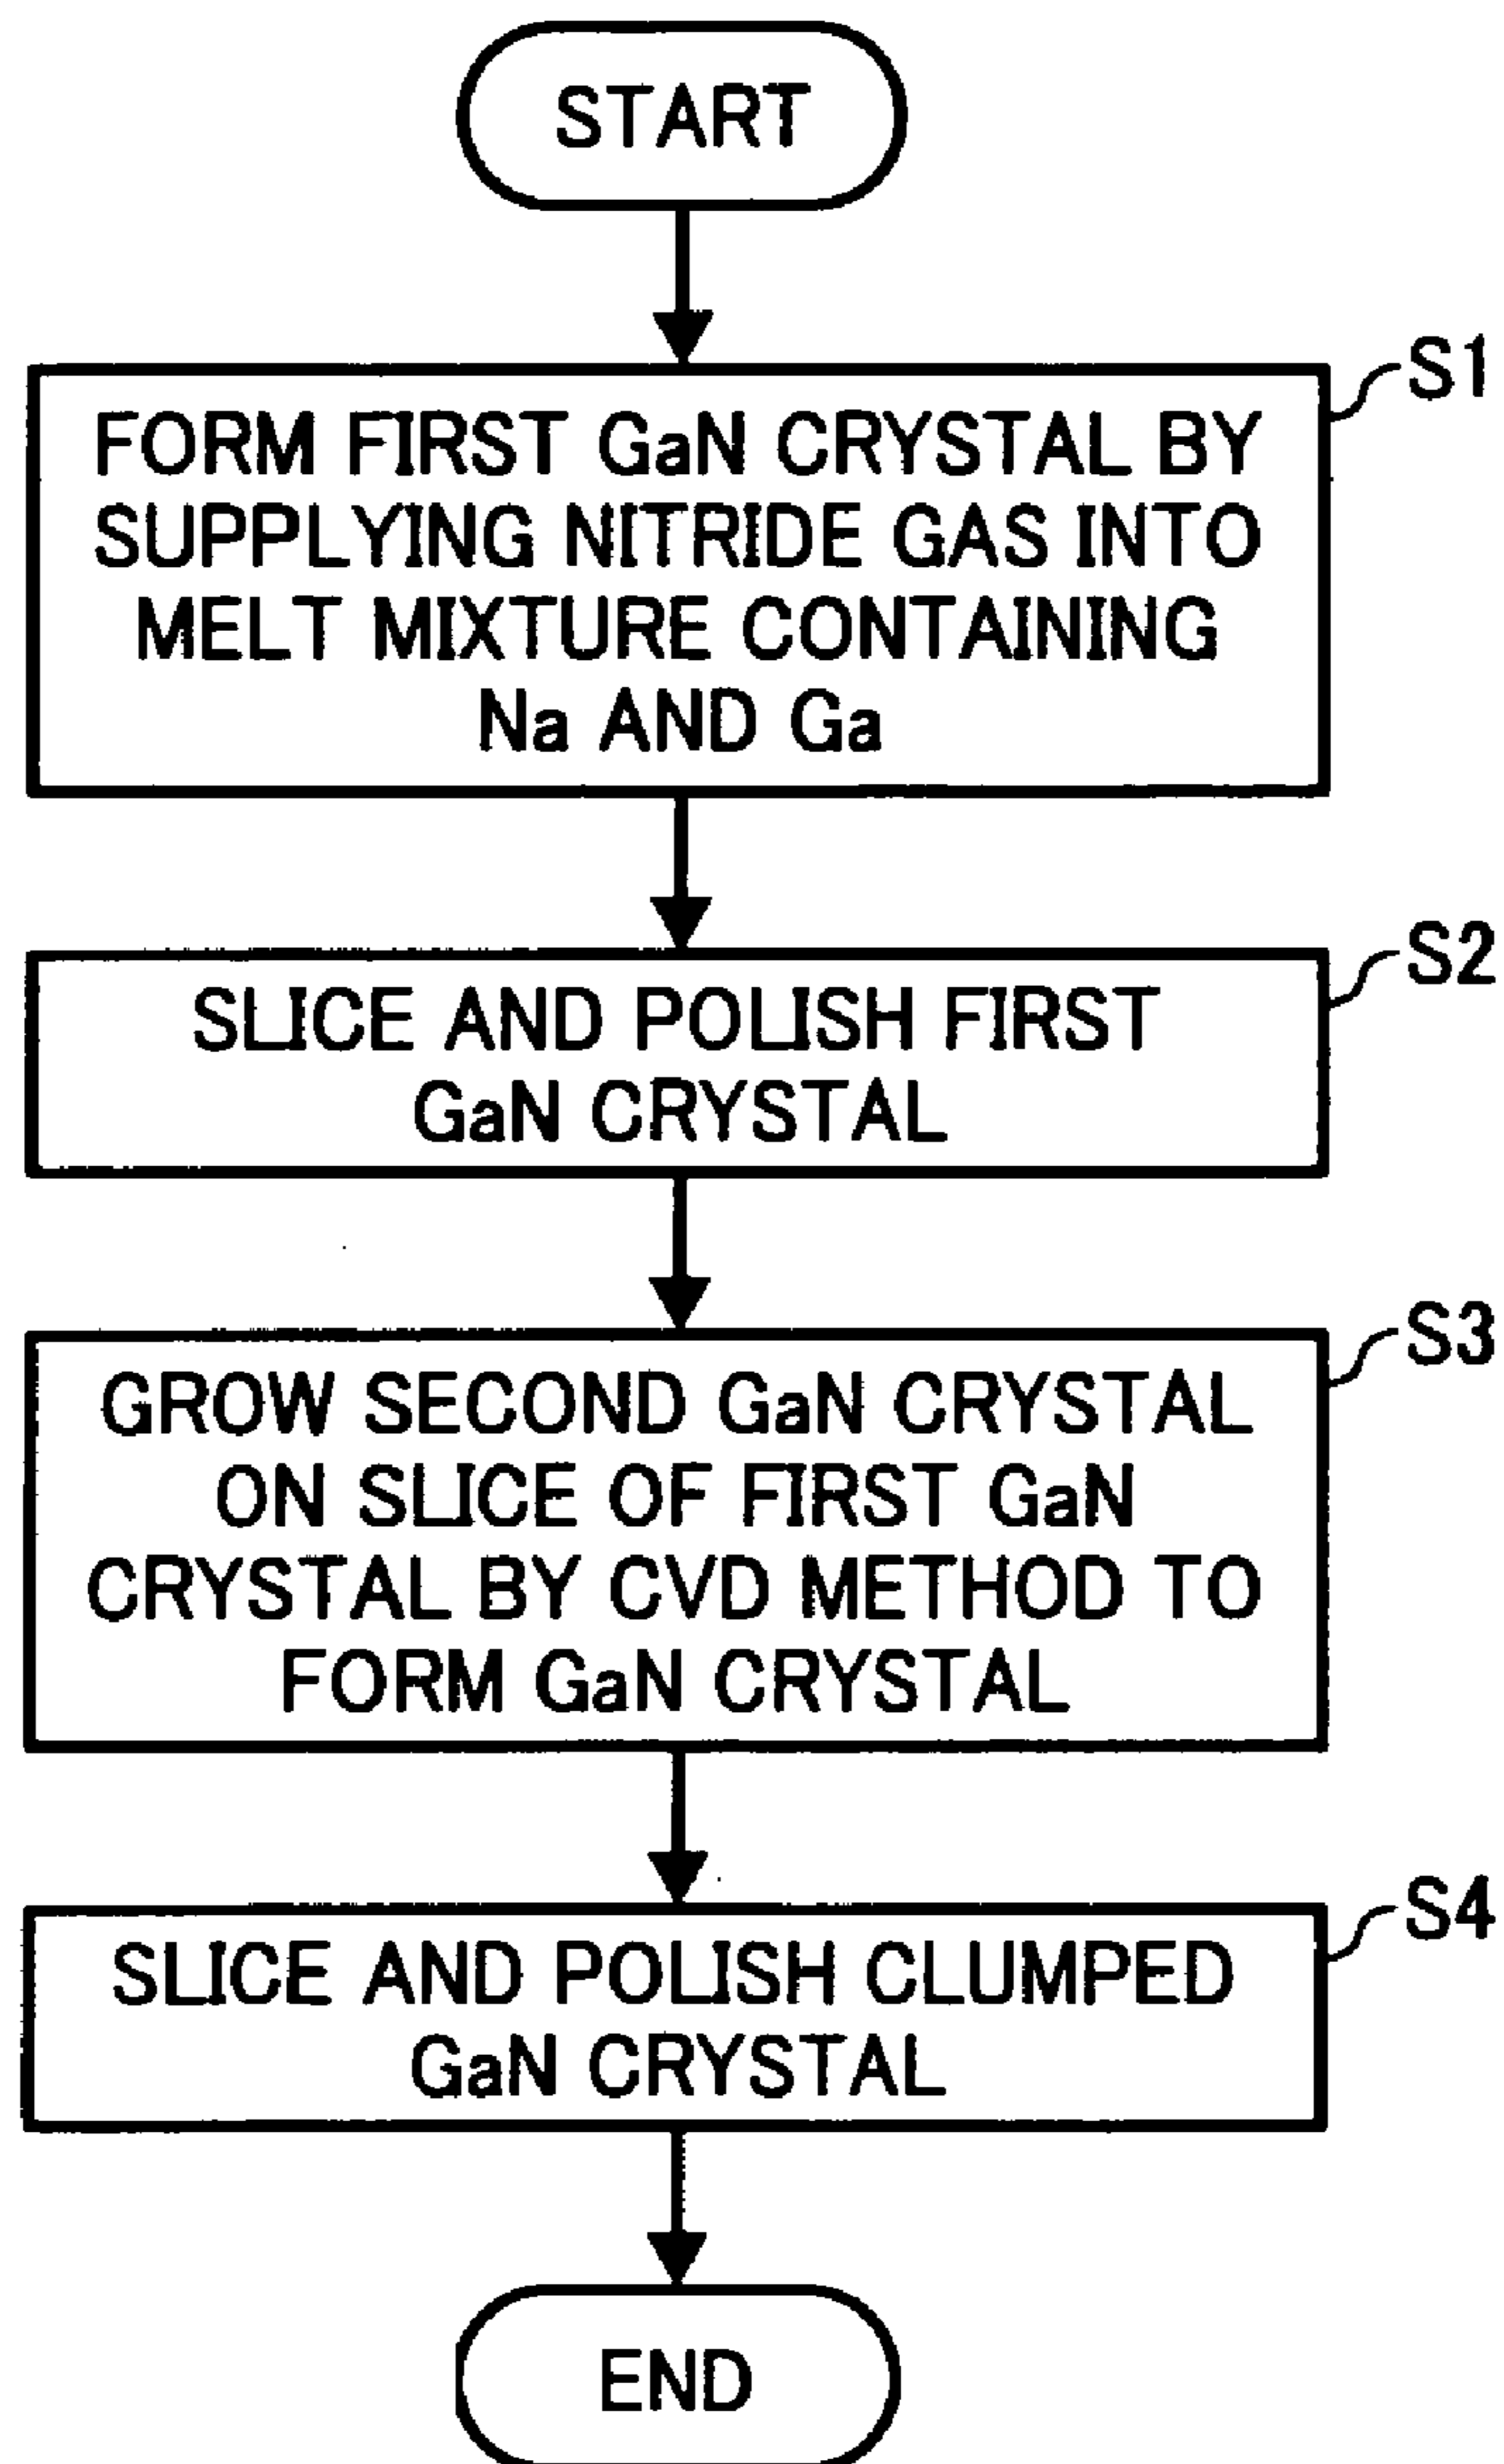 START
S1
FORM FIRST GaN CRYSTAL BY
SUPPLYING NITRIDE GAS INTO
MELT MIXTURE CONTAINING
Na AND Ga
S2
SLICE AND POLISH FIRST
GaN CRYSTAL
S3
GROW SECOND GaN CRYSTAL
ON SLICE OF FIRST GaN
CRYSTAL BY CVD METHOD TO
FORM GaN CRYSTAL
S4
SLICE AND POLISH CLUMPED
GaN CRYSTAL
END